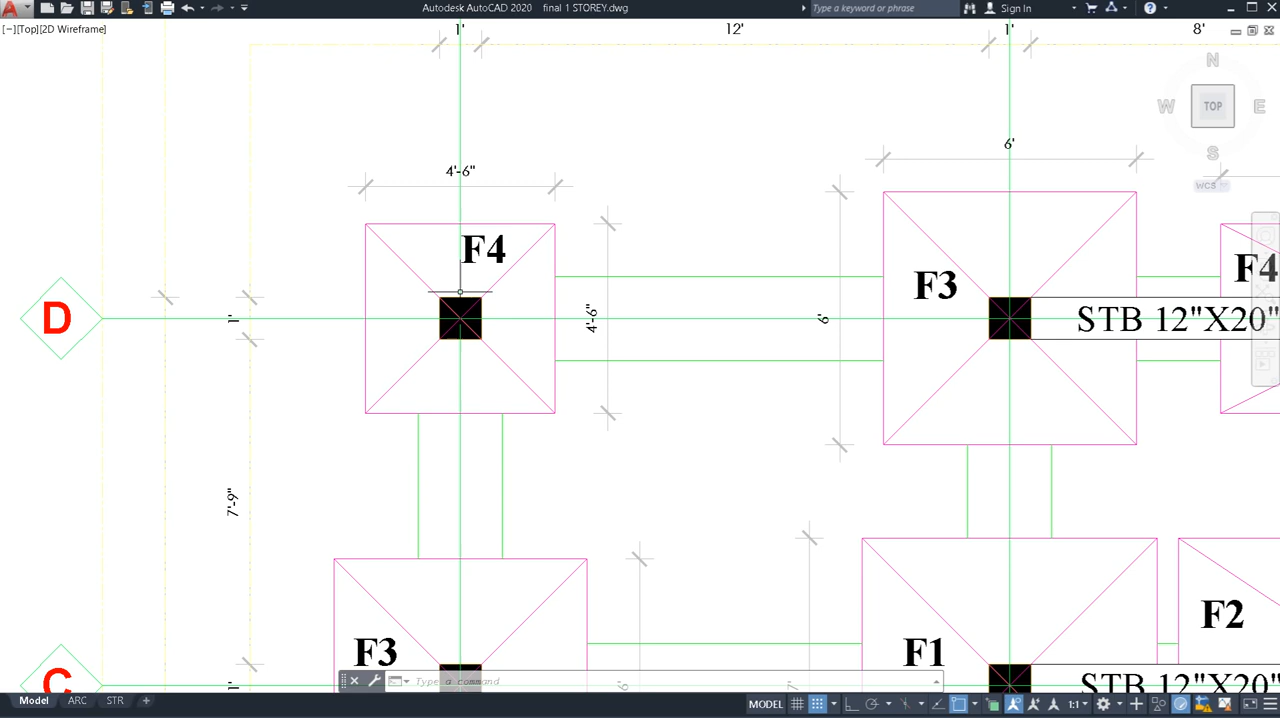 Autodesk AutoCAD 2020 final 1 STOREY.dwg
Type a keyword or phrase
Sign In
[−][Top][2D Wireframe]
1'
12'
1'
8'
N
W
TOP
E
S
WCS
4'-6"
6'
F4
F3
F4
D
1'
4'-6"
6'
STB 12"X20"
7'-9"
F3
F1
F2
C
1'
6'
7'
STB 12"X20"
Type a command
Model
ARC
STR
+
MODEL
1:1